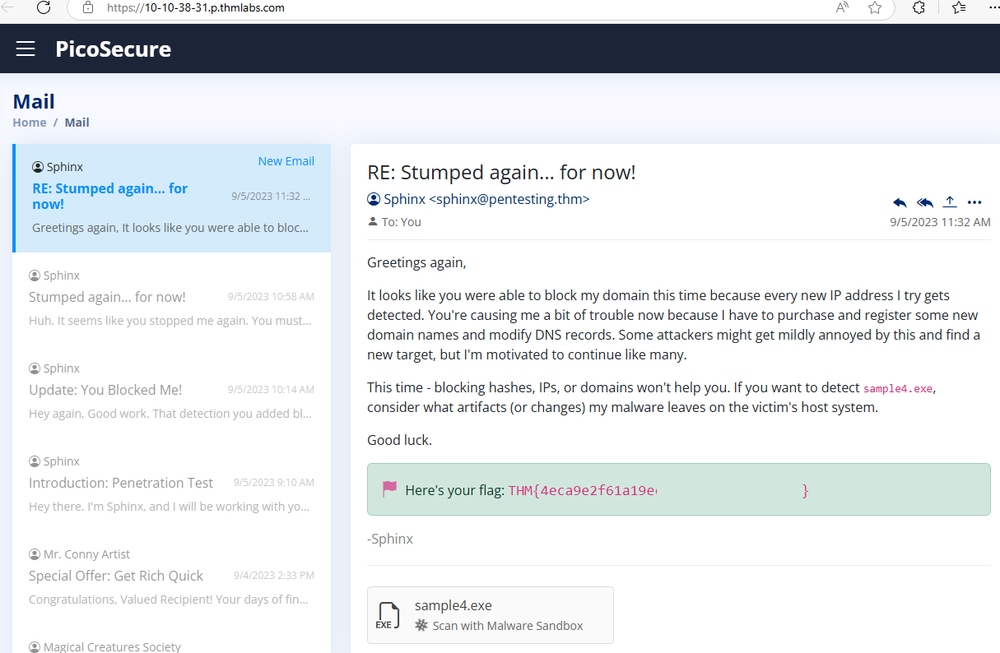 https://10-10-38-31.p.thmlabs.com
PicoSecure
Mail
Home / Mail
Sphinx
New Email
RE: Stumped again... for now!
9/5/2023 11:32 ...
Greetings again, It looks like you were able to bloc...
Sphinx
Stumped again... for now!
9/5/2023 10:58 AM
Huh. It seems like you stopped me again. You must...
Sphinx
Update: You Blocked Me!
9/5/2023 10:14 AM
Hey again, Good work. That detection you added bl...
Sphinx
Introduction: Penetration Test
9/5/2023 9:10 AM
Hey there. I'm Sphinx, and I will be working with yo...
Mr. Conny Artist
Special Offer: Get Rich Quick
9/4/2023 2:33 PM
Congratulations, Valued Recipient! Your days of fin...
Magical Creatures Society
RE: Stumped again... for now!
Sphinx <sphinx@pentesting.thm>
To: You
9/5/2023 11:32 AM
Greetings again,
It looks like you were able to block my domain this time because every new IP address I try gets
detected. You're causing me a bit of trouble now because I have to purchase and register some new
domain names and modify DNS records. Some attackers might get mildly annoyed by this and find a
new target, but I'm motivated to continue like many.
This time - blocking hashes, IPs, or domains won't help you. If you want to detect sample4.exe,
consider what artifacts (or changes) my malware leaves on the victim's host system.
Good luck.
Here's your flag: THM{4eca9e2f61a19e }
-Sphinx
EXE
sample4.exe
Scan with Malware Sandbox